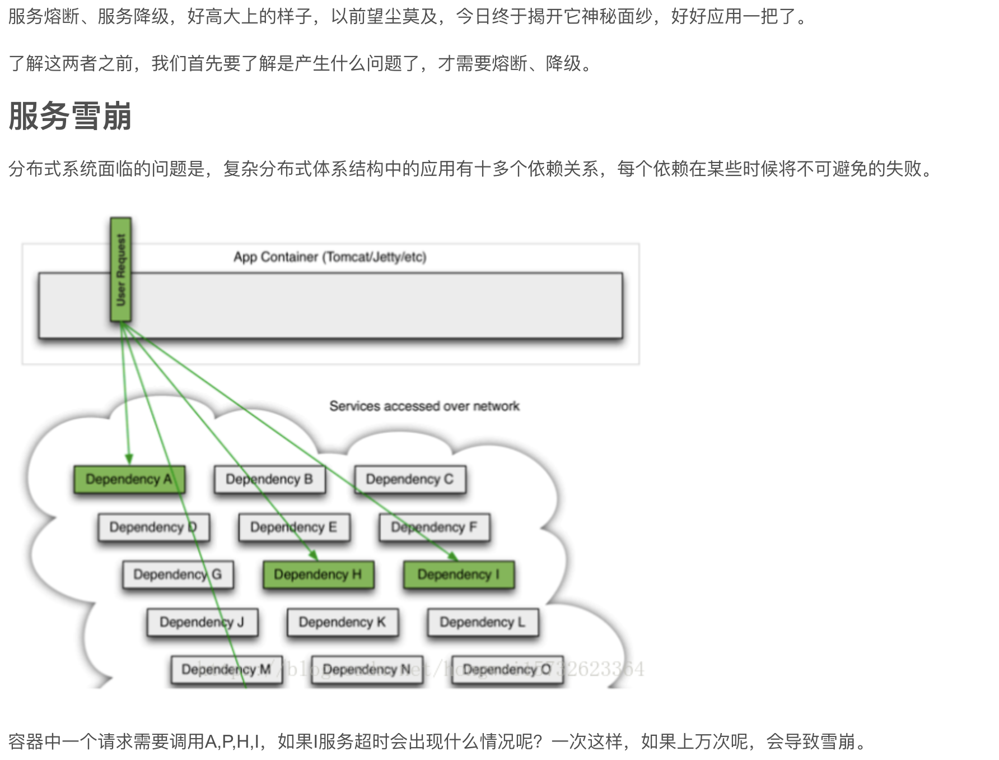 服务熔断、服务降级，好高大上的样子，以前望尘莫及，今日终于揭开它神秘面纱，好好应用一把了。
了解这两者之前，我们首先要了解是产生什么问题了，才需要熔断、降级。
服务雪崩
分布式系统面临的问题是，复杂分布式体系结构中的应用有十多个依赖关系，每个依赖在某些时候将不可避免的失败。
User Request
App Container (Tomcat/Jetty/etc)
Services accessed over network
Dependency A
Dependency B
Dependency C
Dependency D
Dependency E
Dependency F
Dependency G
Dependency H
Dependency I
Dependency J
Dependency K
Dependency L
Dependency M
Dependency N
Dependency O
容器中一个请求需要调用A,P,H,I，如果I服务超时会出现什么情况呢？一次这样，如果上万次呢，会导致雪崩。